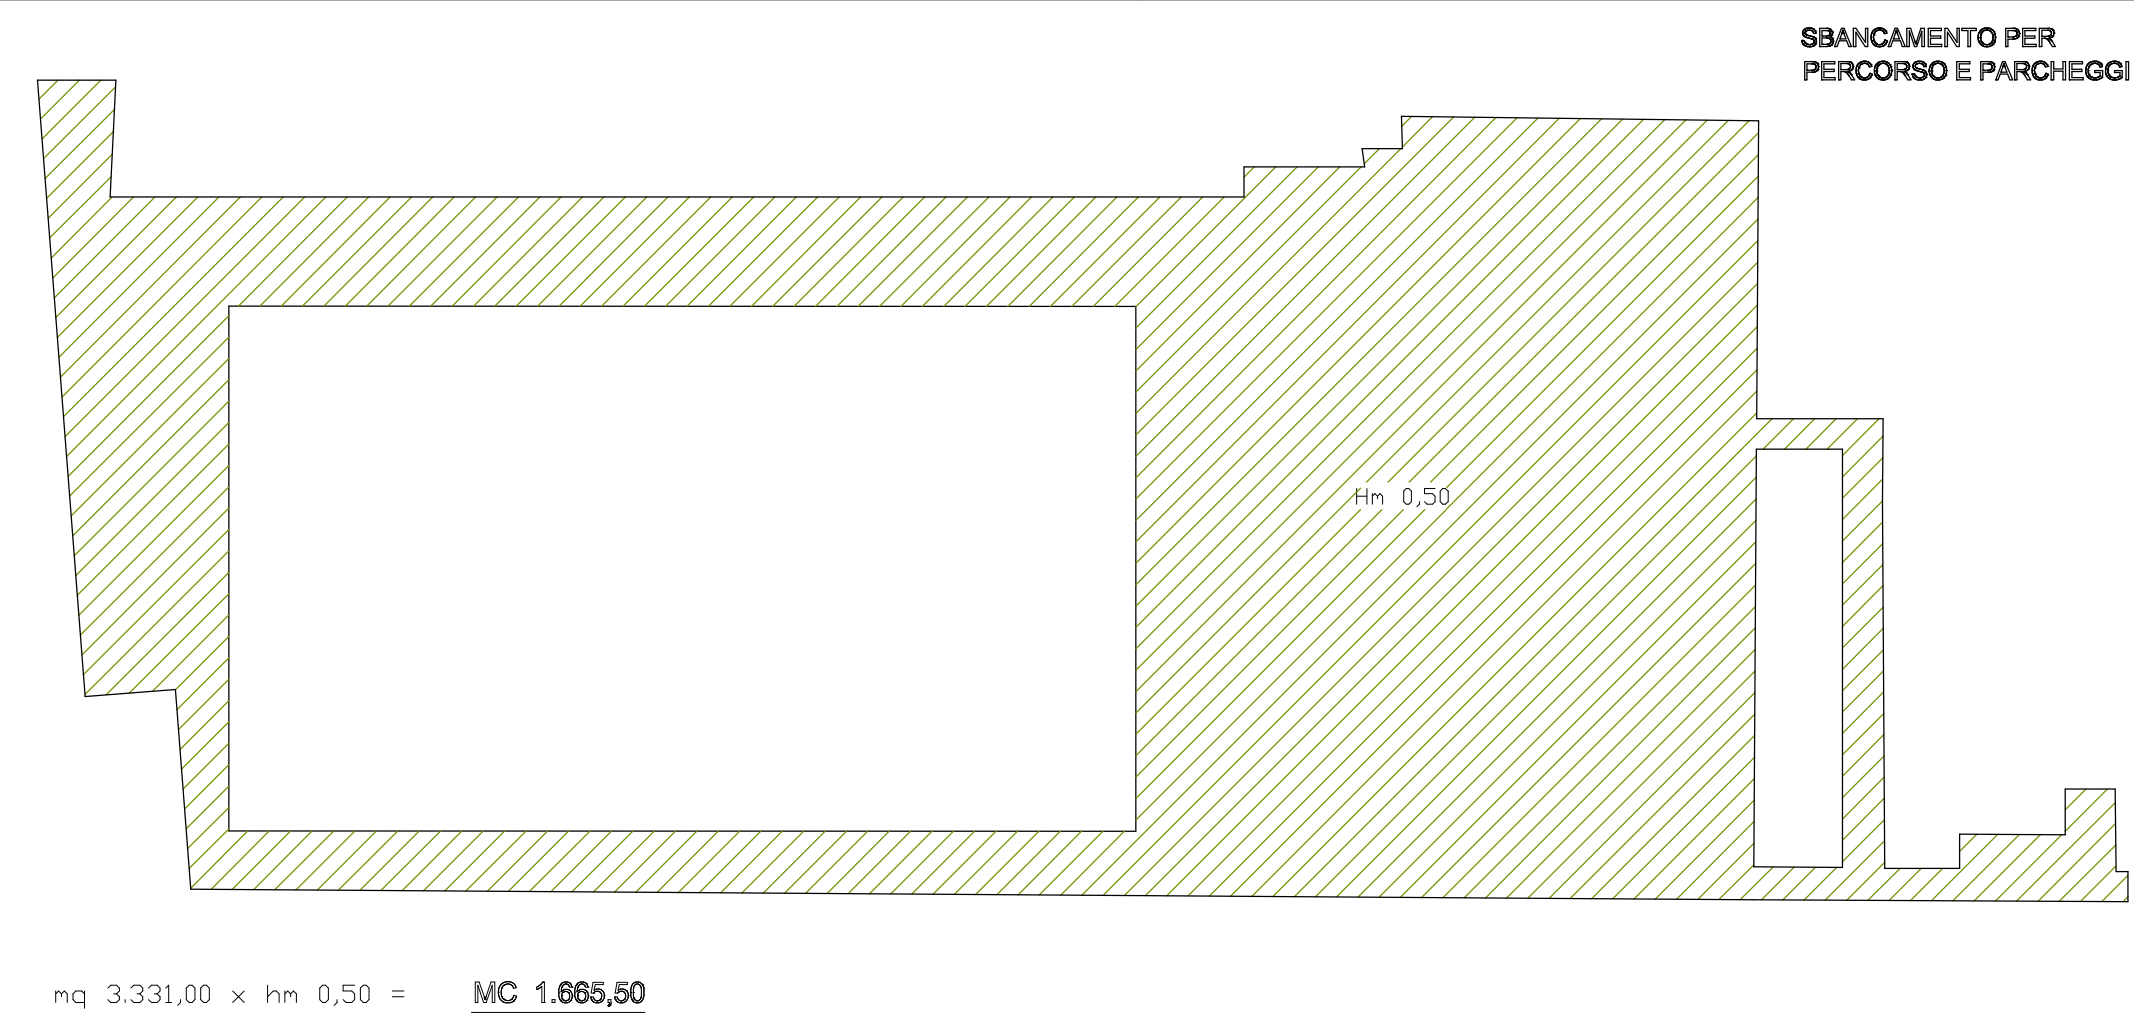 SBANCAMENTO PER
PERCORSO E PARCHEGGI
Hm 0,50
mq 3.331,00 x hm 0,50 = MC 1.665,50